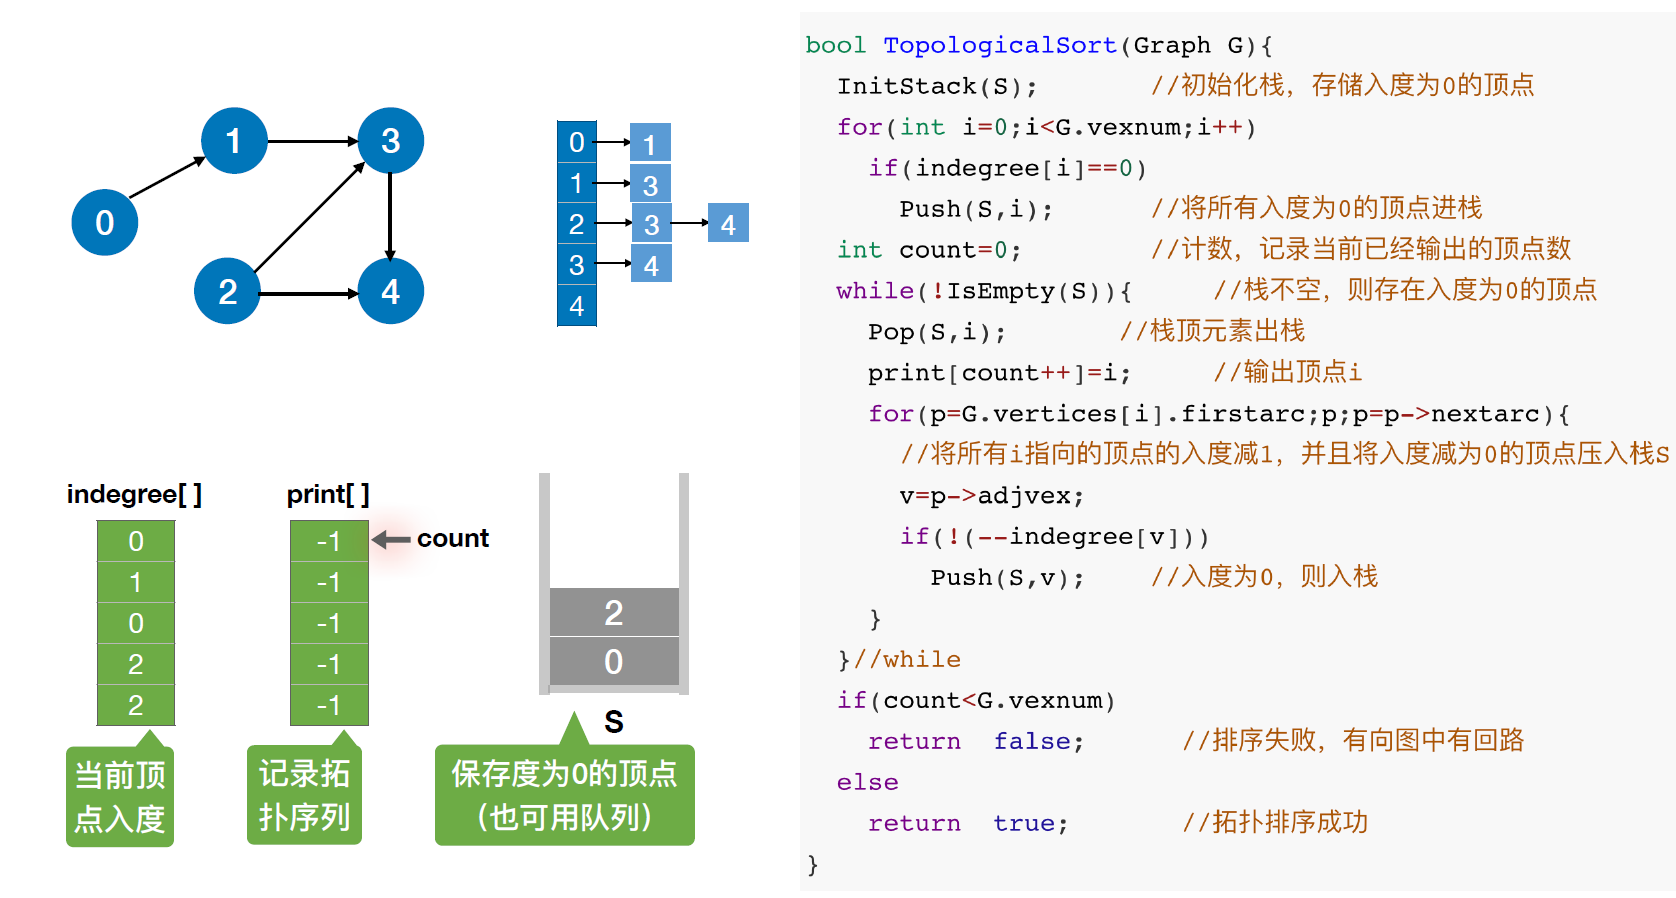 0
1
3
2
4
0 1
1 3
2 3 4
3 4
4
indegree[ ]
0
1
0
2
2
当前顶
点入度
print[ ]
-1
-1
-1
-1
-1
count
记录拓
扑序列
2
0
S
保存度为0的顶点
（也可用队列）
bool TopologicalSort(Graph G){
InitStack(S); //初始化栈，存储入度为0的顶点
for(int i=0;i<G.vexnum;i++)
if(indegree[i]==0)
Push(S,i); //将所有入度为0的顶点进栈
int count=0; //计数，记录当前已经输出的顶点数
while(!IsEmpty(S)){ //栈不空，则存在入度为0的顶点
Pop(S,i); //栈顶元素出栈
print[count++]=i; //输出顶点i
for(p=G.vertices[i].firstarc;p;p=p->nextarc){
//将所有i指向的顶点的入度减1，并且将入度减为0的顶点压入栈S
v=p->adjvex;
if(!(--indegree[v]))
Push(S,v); //入度为0，则入栈
}
}//while
if(count<G.vexnum)
return false; //排序失败，有向图中有回路
else
return true; //拓扑排序成功
}